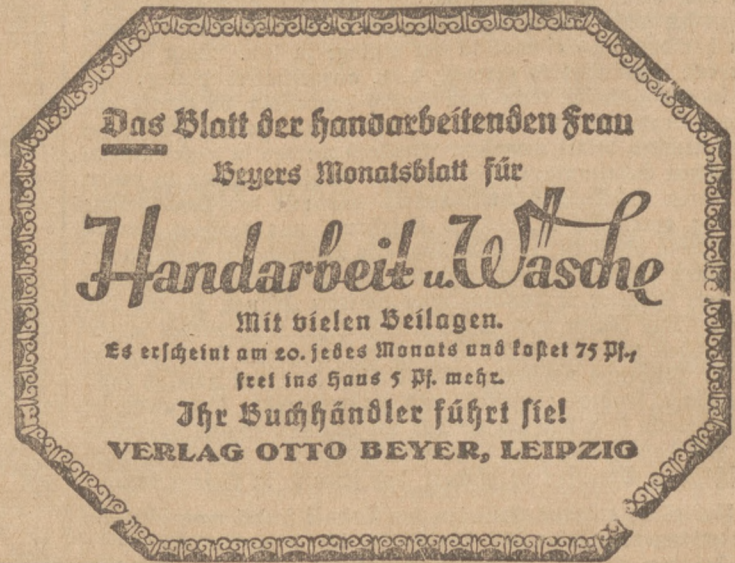 Das Blatt der handarbeitenden Frau
Beyers Monatsblatt für
Handarbeit u. Wäsche
Mit vielen Beilagen.
Es erscheint am 20. jedes Monats und kostet 75 Pf.,
frei ins Haus 5 Pf. mehr.
Ihr Buchhändler führt sie!
VERLAG OTTO BEYER, LEIPZIG